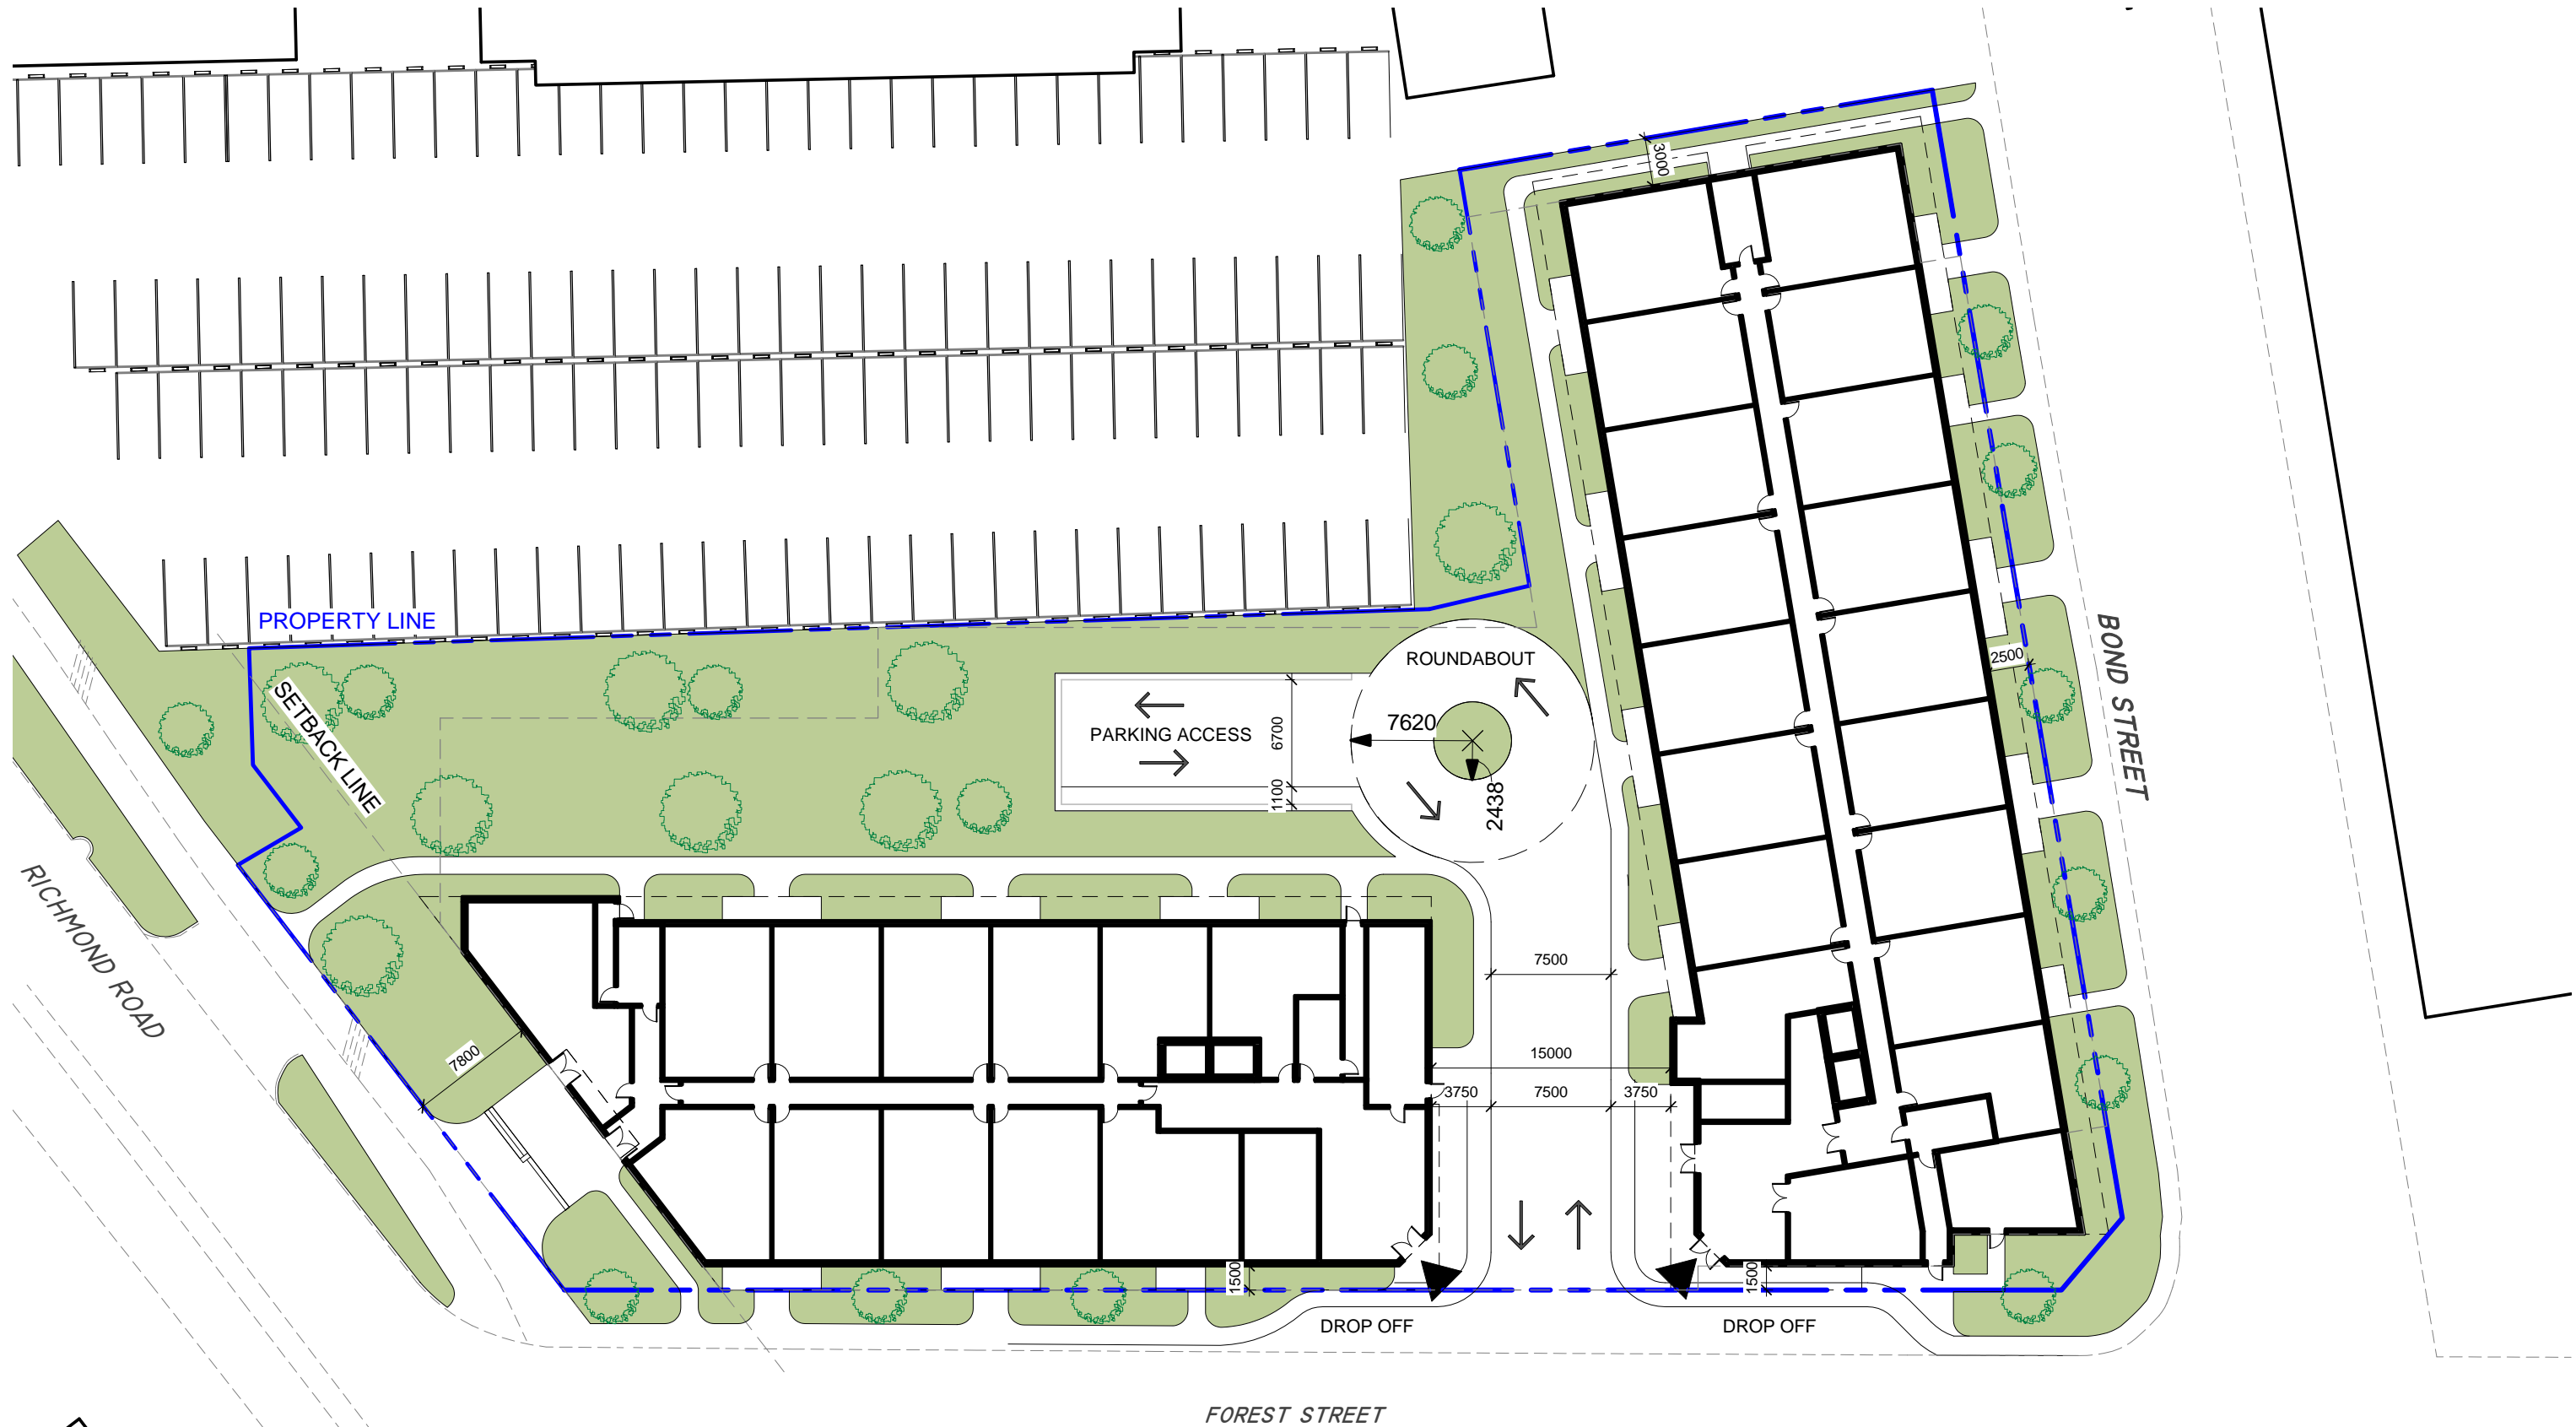 3000
PROPERTY LINE
SETBACK LINE
ROUNDABOUT
PARKING ACCESS
6700
1100
7620
2438
2500
BOND STREET
RICHMOND ROAD
7800
7500
15000
3750
7500
3750
1500
1500
DROP OFF
DROP OFF
FOREST STREET